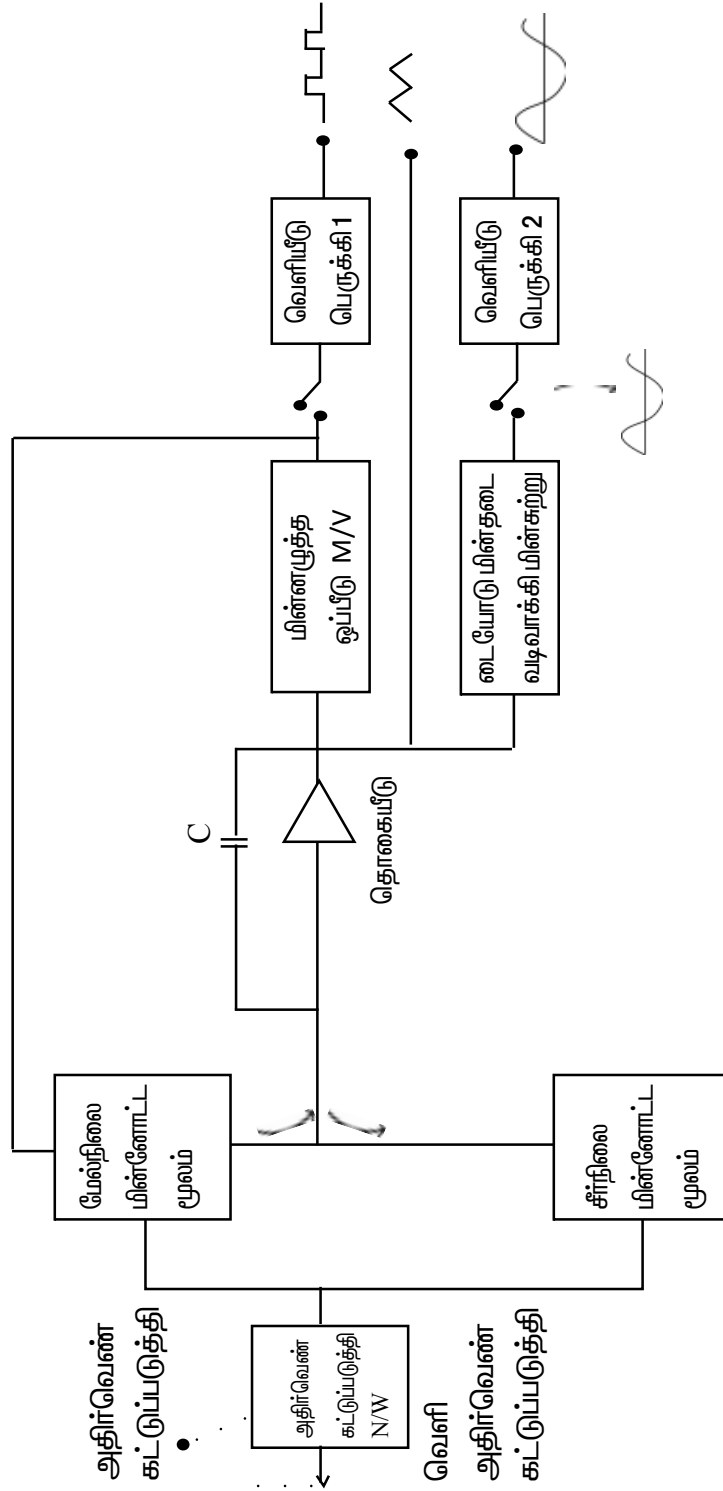 அதிர்வெண்
கட்டுப்படுத்தி
அதிர்வெண்
கட்டுப்படுத்தி
N/W
வெளி
அதிர்வெண்
கட்டுப்படுத்தி
மேல்நிலை
மின்னோட்ட
மூலம்
சீர்நிலை
மின்னோட்ட
மூலம்
C
தொகையீடு
மின்னழுத்த
ஒப்பீடு M/V
டையோடு மின்தடை
வடிவாக்கி மின்சுற்று
வெளியீடு
பெருக்கி 1
வெளியீடு
பெருக்கி 2